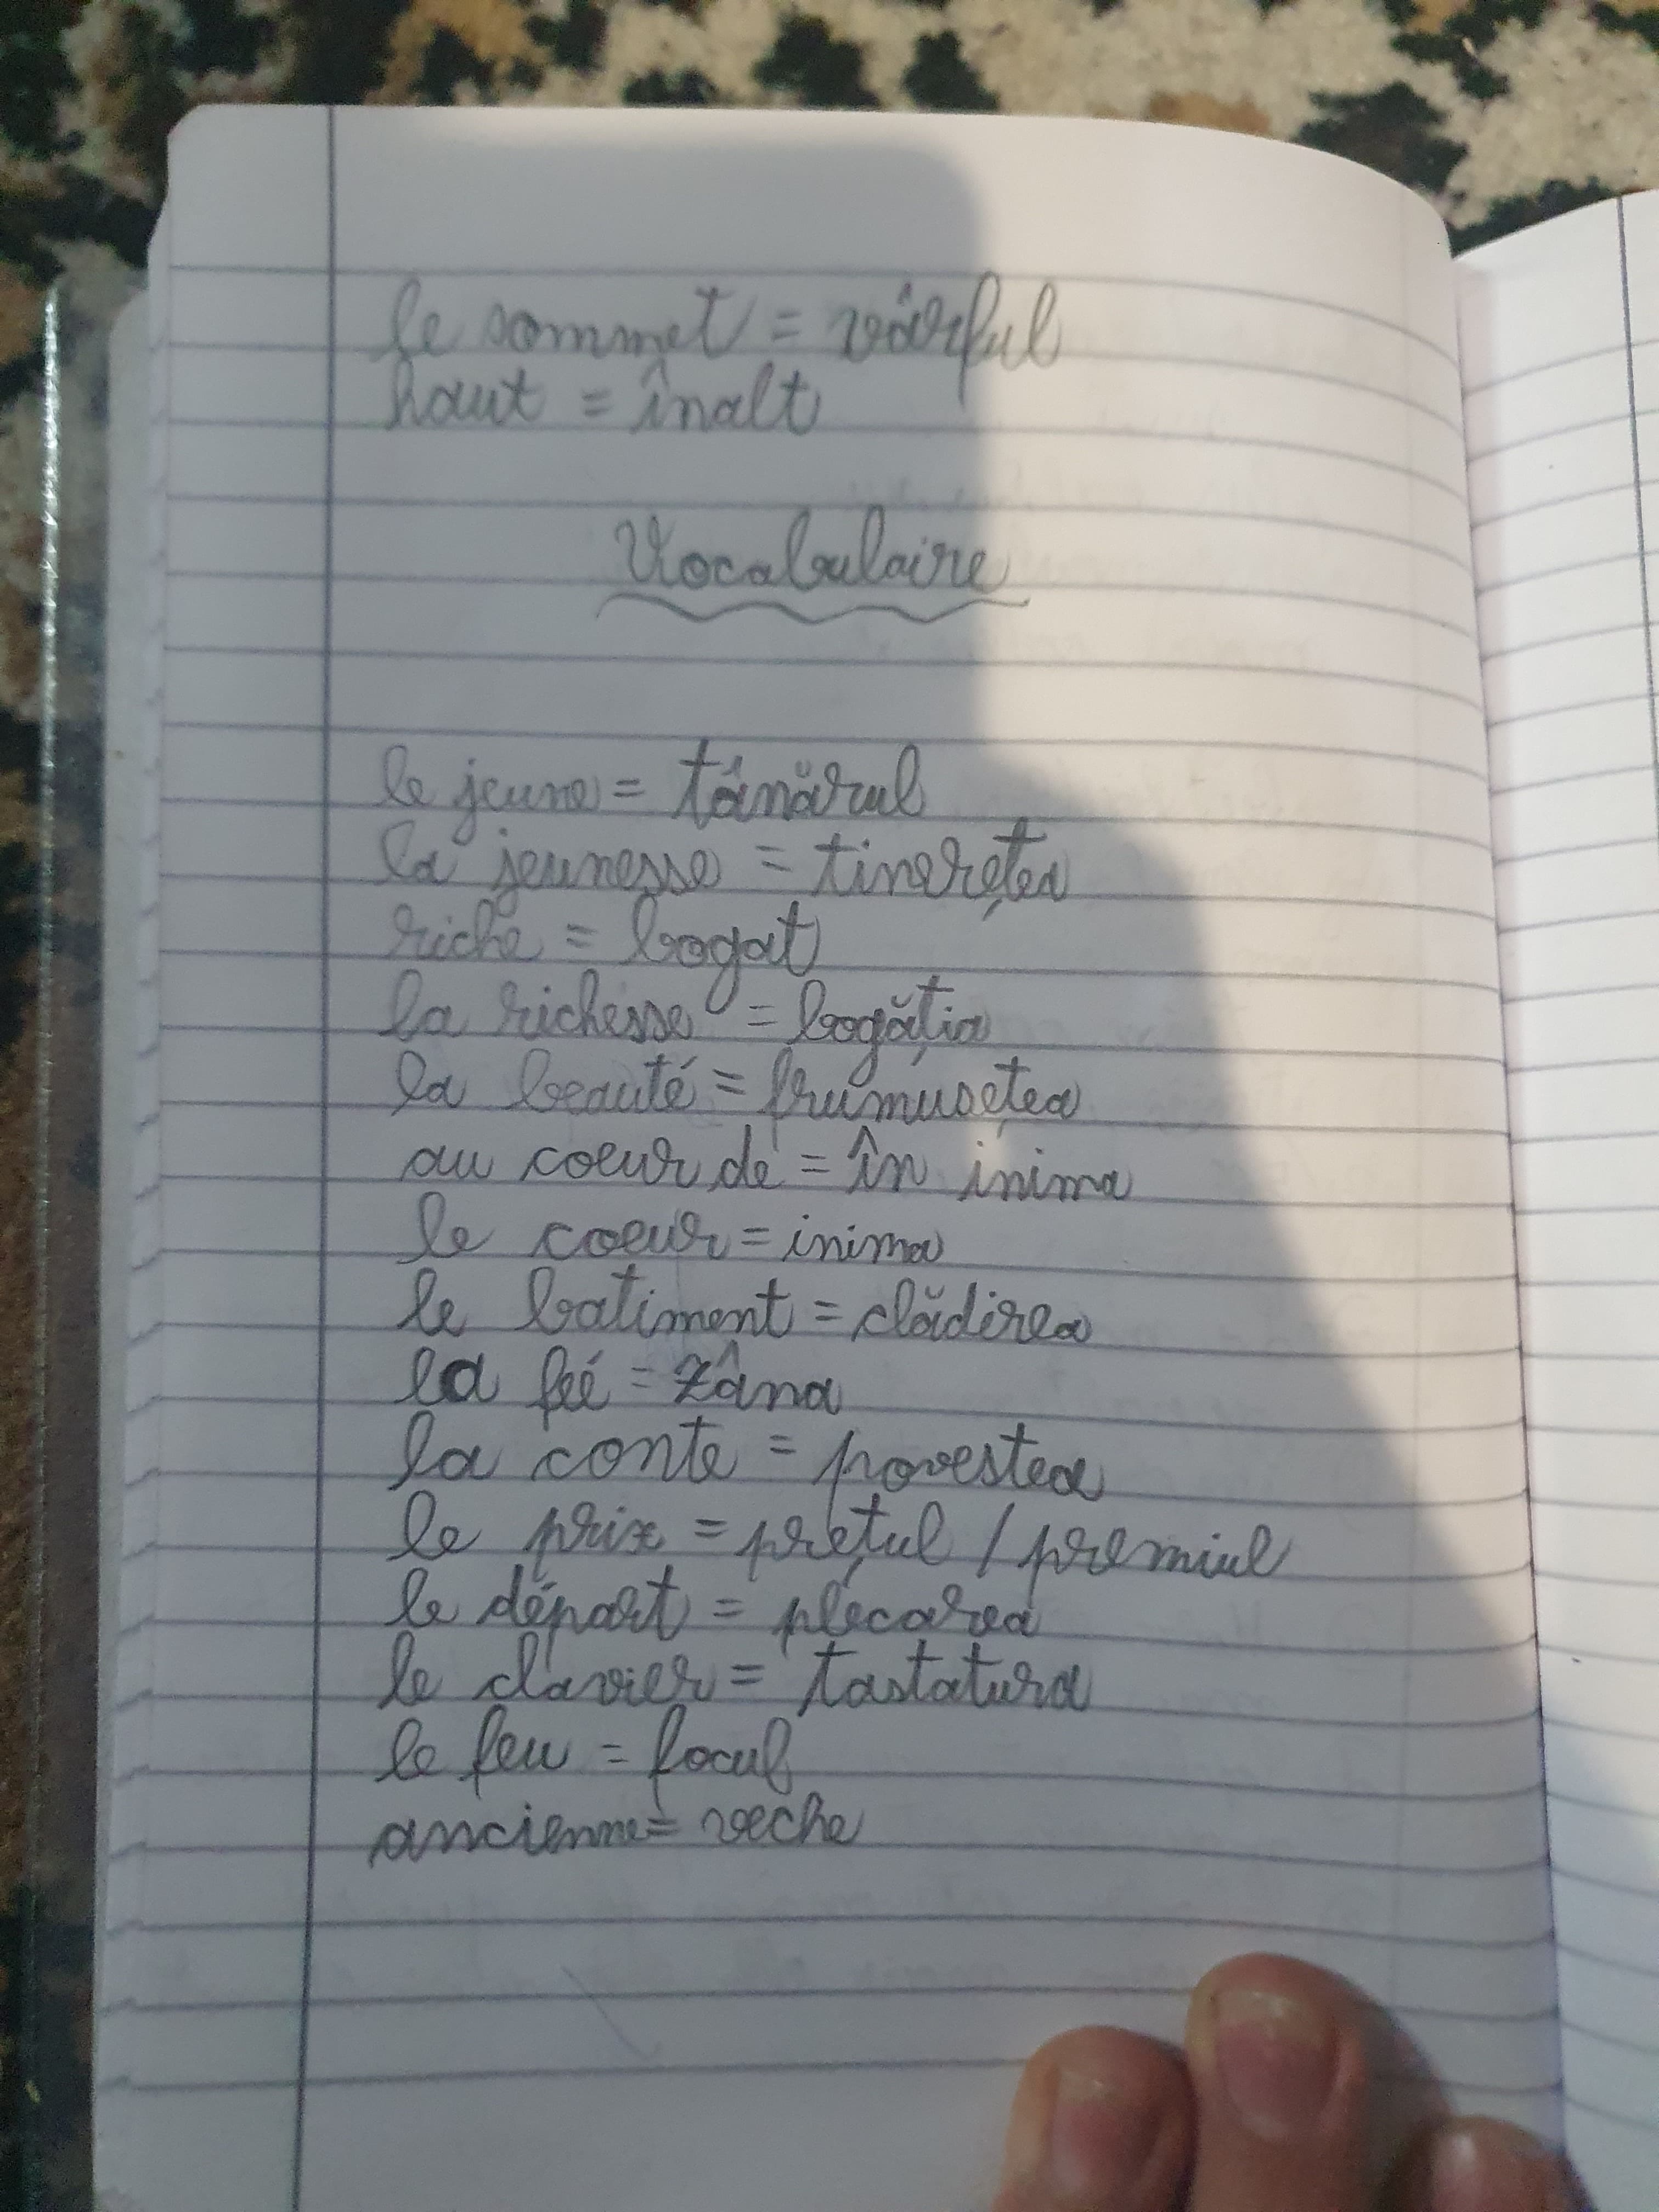 le sommet = vârful
haut = înalt
Vocabulaire
le jeune = tânărul
la jeunesse = tinerețea
riche = bogat
la richesse = bogăția
la beauté = frumusețea
au coeur de = în inima
le coeur = inima
le batiment = clădirea
la feé = zâna
la conte = povestea
le prix = prețul / premiul
le départ = plecarea
le clavier = tastatura
le feu = focul
ancienne = veche